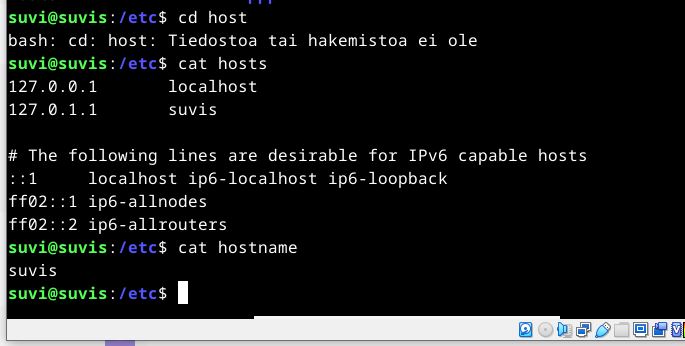 suvi@suvis:/etc$ cd host
bash: cd: host: Tiedostoa tai hakemistoa ei ole
suvi@suvis:/etc$ cat hosts
127.0.0.1       localhost
127.0.1.1       suvis

# The following lines are desirable for IPv6 capable hosts
::1     localhost ip6-localhost ip6-loopback
ff02::1 ip6-allnodes
ff02::2 ip6-allrouters
suvi@suvis:/etc$ cat hostname
suvis
suvi@suvis:/etc$